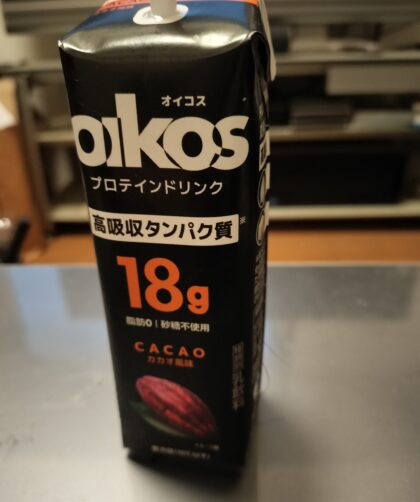 オイコス
oikos
プロテインドリンク
高吸収タンパク質※
18g
脂肪0 | 砂糖不使用
CACAO
カカオ風味